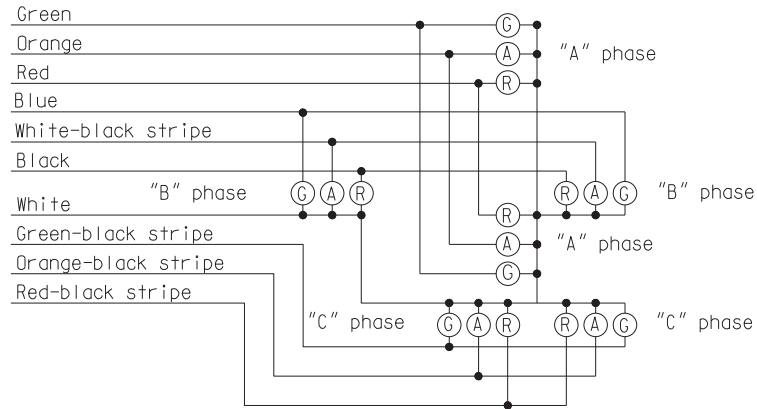 Green
G
Orange
A
"A" phase
Red
R
Blue
White-black stripe
Black
"B" phase
G A R
R A G
"B" phase
White
R
Green-black stripe
A
"A" phase
Orange-black stripe
G
Red-black stripe
"C" phase
G A R
R A G
"C" phase